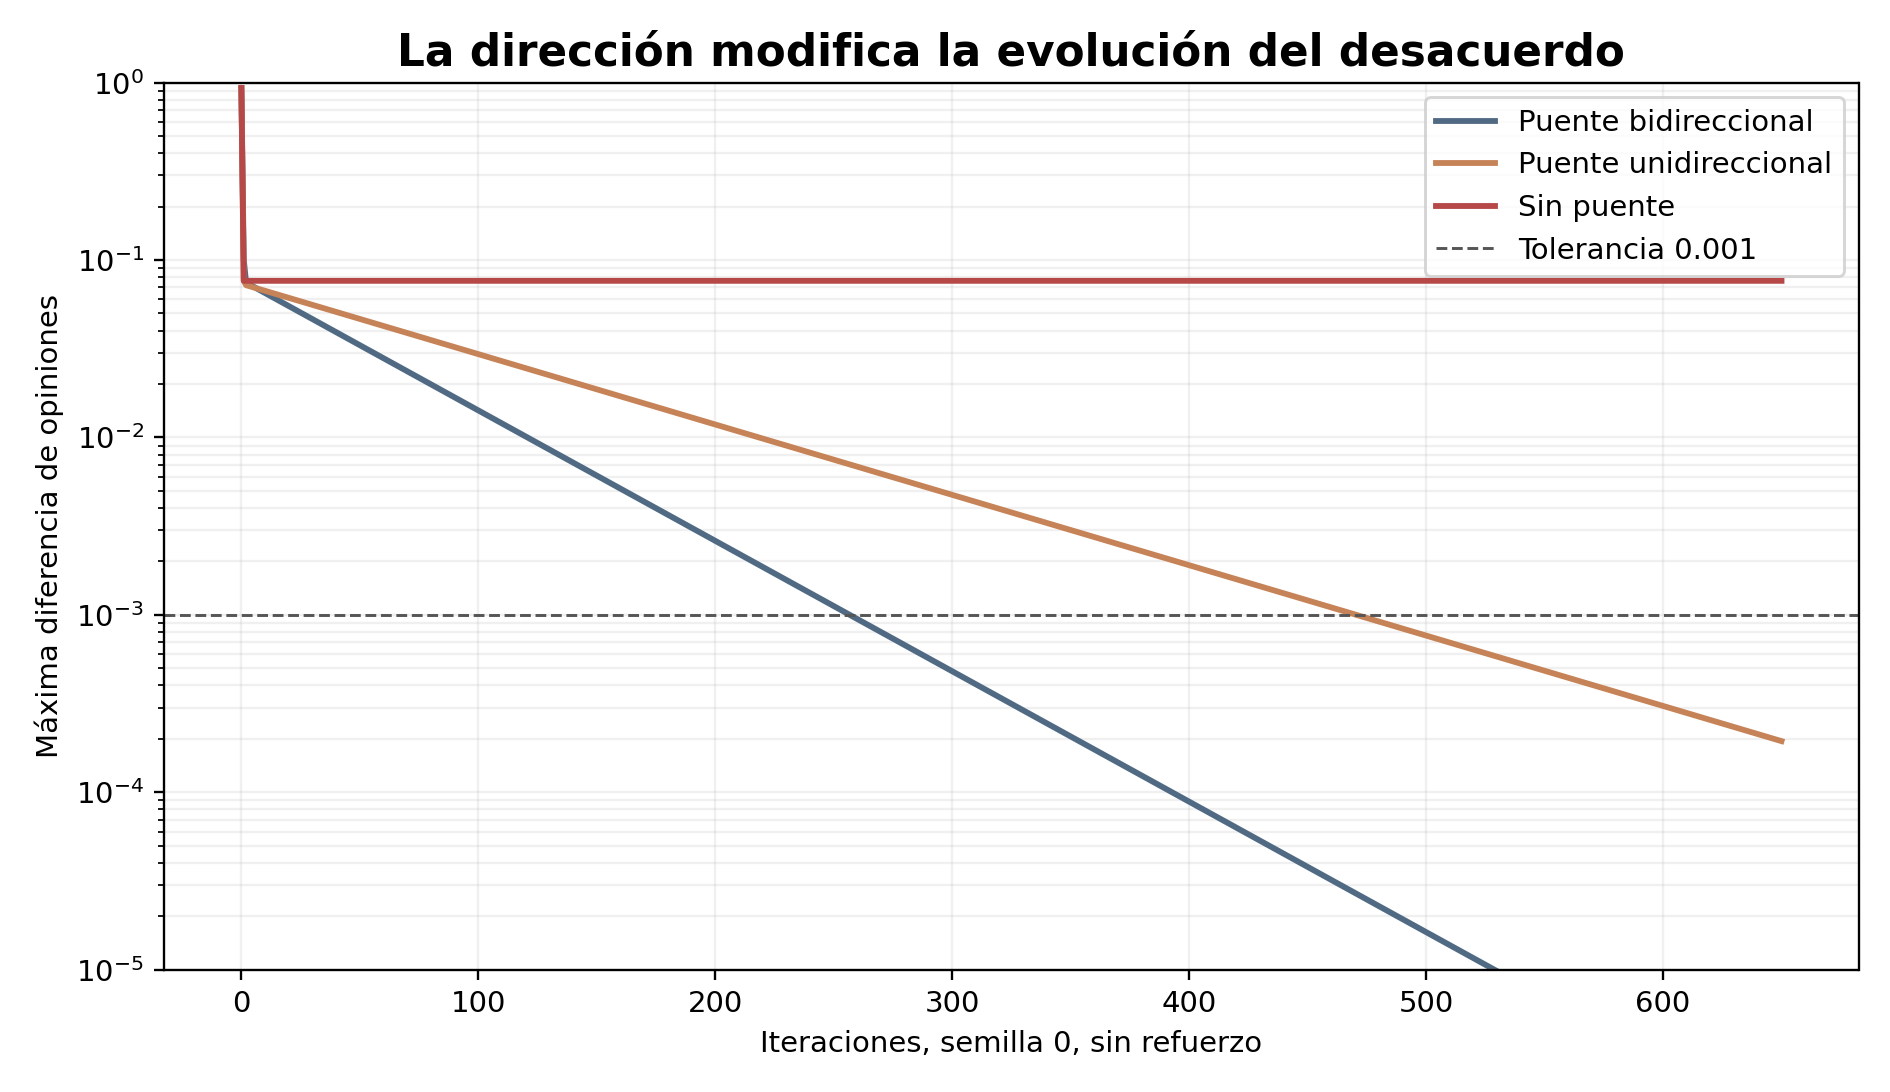 La dirección modifica la evolución del desacuerdo
10⁰
10⁻¹
10⁻²
10⁻³
10⁻⁴
10⁻⁵
Máxima diferencia de opiniones
Puente bidireccional
Puente unidireccional
Sin puente
Tolerancia 0.001
0 100 200 300 400 500 600
Iteraciones, semilla 0, sin refuerzo